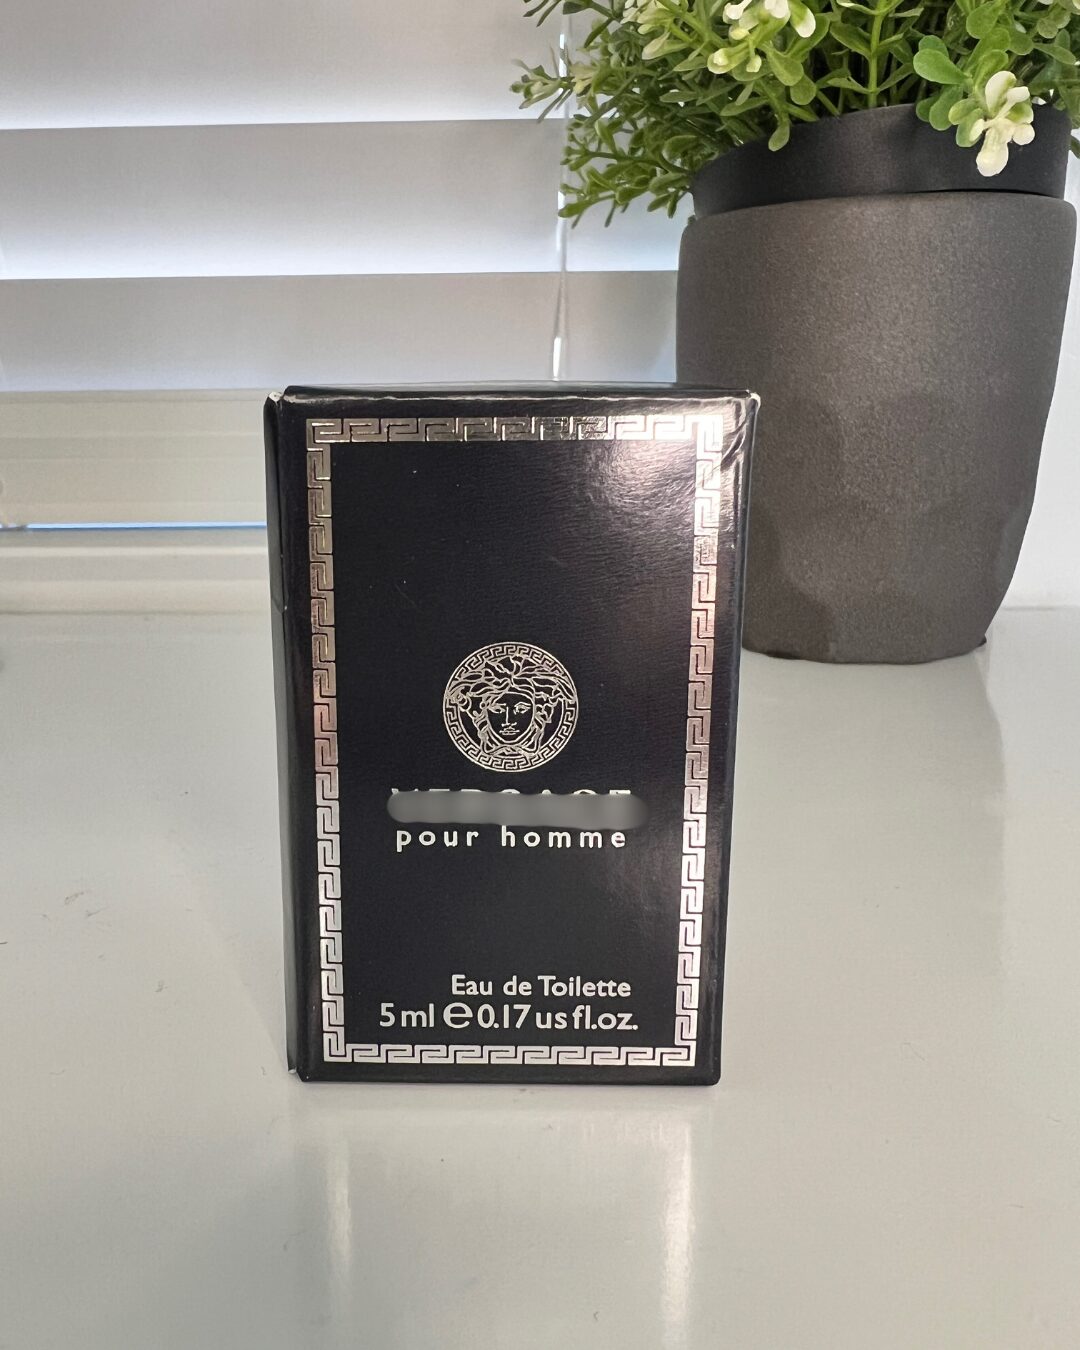 pour homme
Eau de Toilette
5 ml e 0.17 us fl.oz.